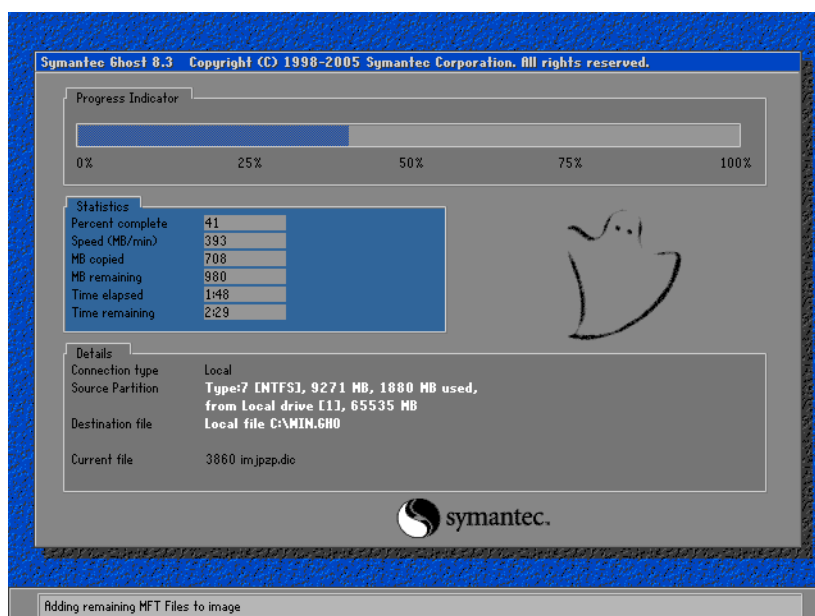 Symantec Ghost 8.3 Copyright (C) 1998-2005 Symantec Corporation. All rights reserved.
Progress Indicator
0% 25% 50% 75% 100%
Statistics
Percent complete 41
Speed (MB/min) 393
MB copied 708
MB remaining 980
Time elapsed 1:48
Time remaining 2:29
Details
Connection type Local
Source Partition Type:7 [NTFS], 9271 MB, 1880 MB used,
from Local drive [1], 65535 MB
Destination file Local file C:\MIN.GHO
Current file 3860 imjpzp.dic
symantec.
Adding remaining MFT Files to image